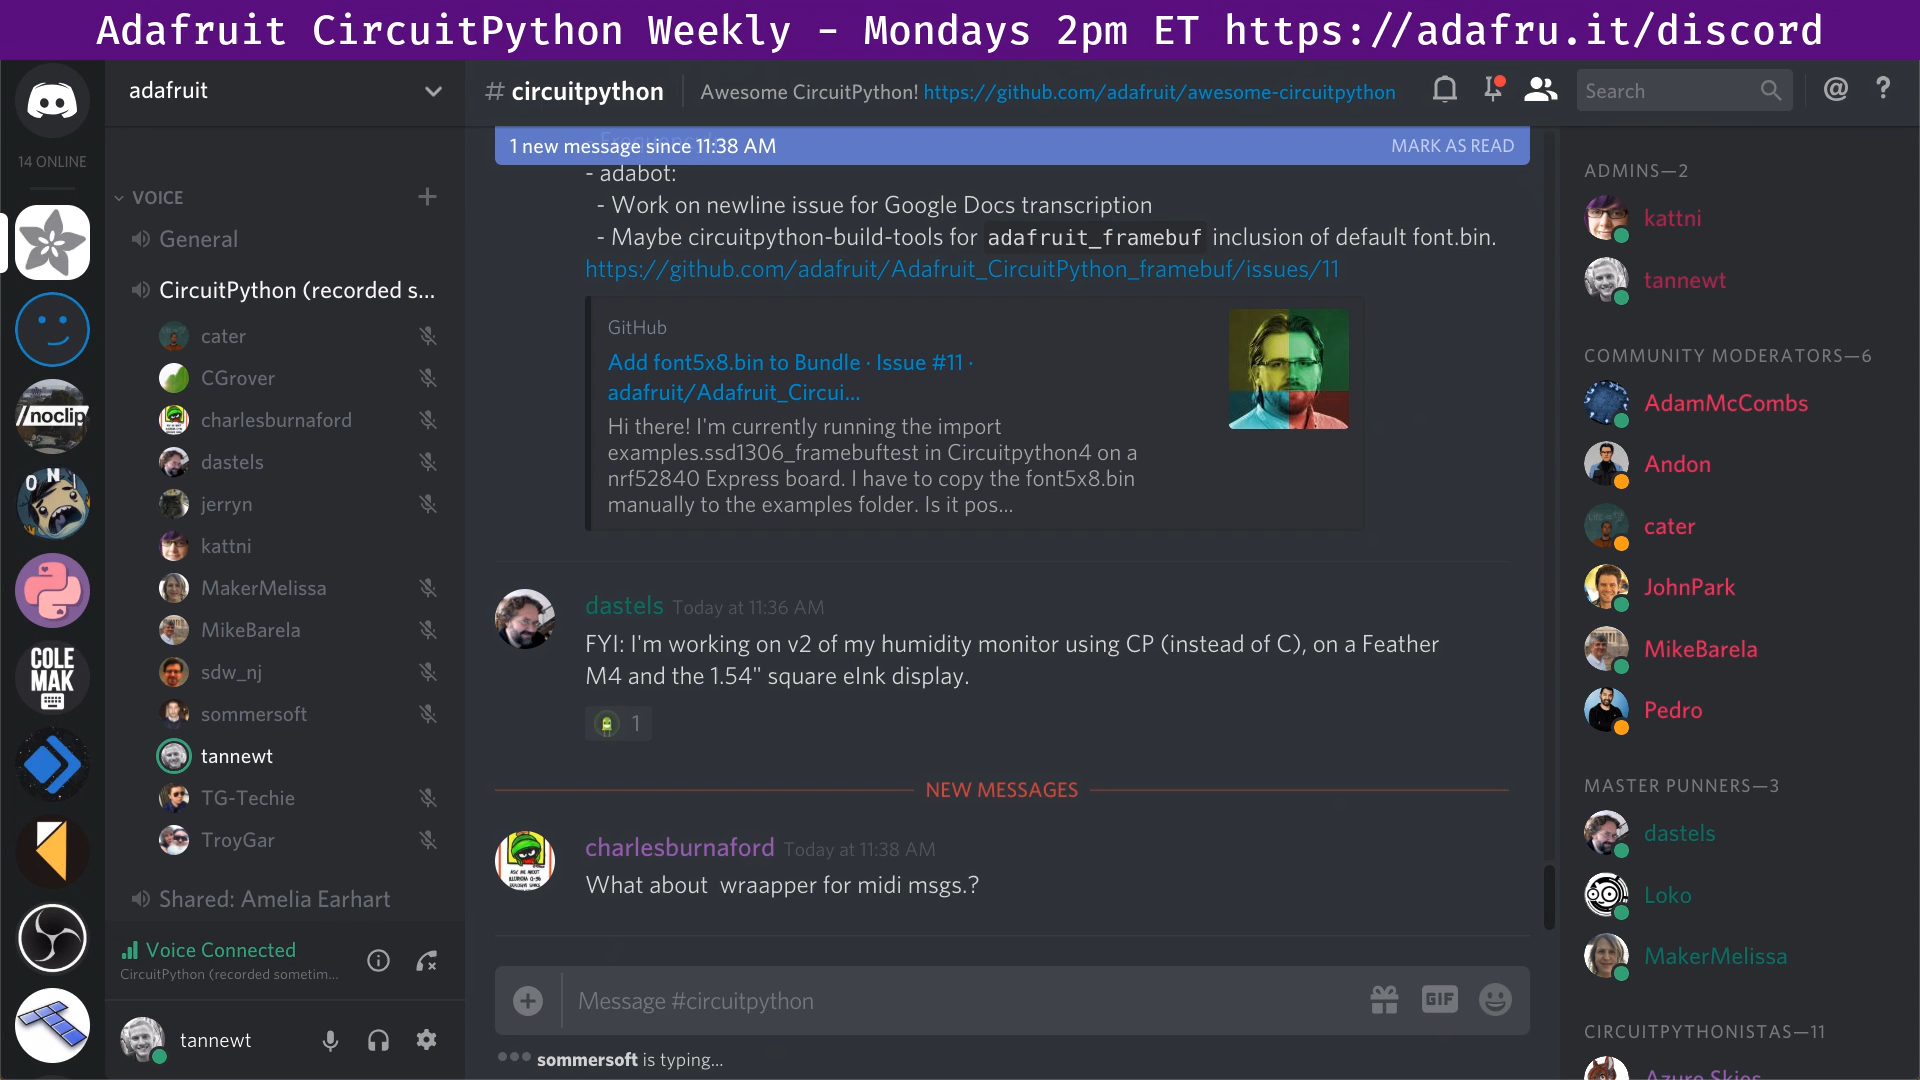 Adafruit CircuitPython Weekly – Mondays 2pm ET https://adafru.it/discord
14 ONLINE
/noclip
ONI
COLE
MAK
adafruit
VOICE
General
CircuitPython (recorded s...
cater
CGrover
charlesburnaford
dastels
jerryn
kattni
MakerMelissa
MikeBarela
sdw_nj
sommersoft
tannewt
TG-Techie
TroyGar
Shared: Amelia Earhart
Voice Connected
CircuitPython (recorded sometim...
tannewt
# circuitpython
Awesome CircuitPython! https://github.com/adafruit/awesome-circuitpython
Search
1 new message since 11:38 AM
MARK AS READ
- adabot:
- Work on newline issue for Google Docs transcription
- Maybe circuitpython-build-tools for adafruit_framebuf inclusion of default font.bin.
https://github.com/adafruit/Adafruit_CircuitPython_framebuf/issues/11
GitHub
Add font5x8.bin to Bundle · Issue #11 ·
adafruit/Adafruit_Circui...
Hi there! I'm currently running the import
examples.ssd1306_framebuftest in Circuitpython4 on a
nrf52840 Express board. I have to copy the font5x8.bin
manually to the examples folder. Is it pos...
dastels Today at 11:36 AM
FYI: I'm working on v2 of my humidity monitor using CP (instead of C), on a Feather
M4 and the 1.54" square eInk display.
1
NEW MESSAGES
charlesburnaford Today at 11:38 AM
What about  wraapper for midi msgs.?
Message #circuitpython
GIF
sommersoft is typing...
ADMINS—2
kattni
tannewt
COMMUNITY MODERATORS—6
AdamMcCombs
Andon
cater
JohnPark
MikeBarela
Pedro
MASTER PUNNERS—3
dastels
Loko
MakerMelissa
CIRCUITPYTHONISTAS—11
Azure Skies